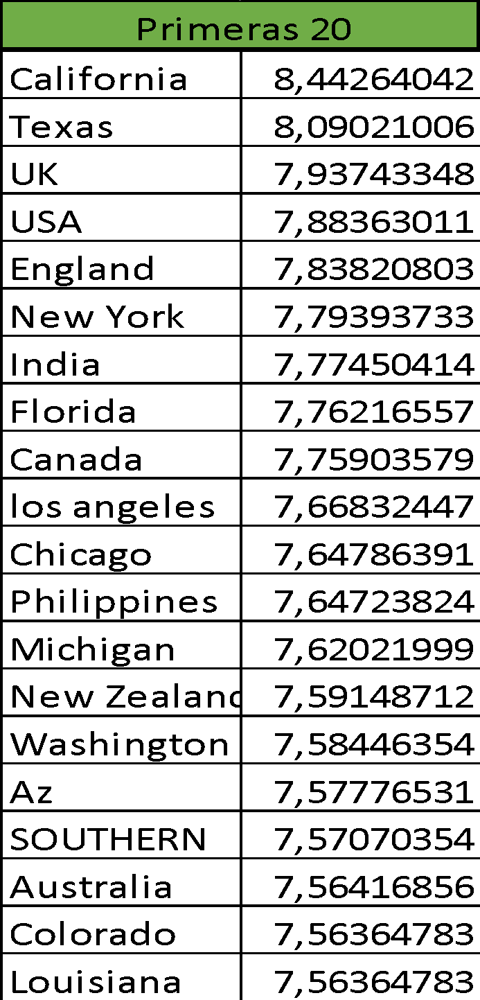 Primeras 20
California 8,44264042
Texas 8,09021006
UK 7,93743348
USA 7,88363011
England 7,83820803
New York 7,79393733
India 7,77450414
Florida 7,76216557
Canada 7,75903579
los angeles 7,66832447
Chicago 7,64786391
Philippines 7,64723824
Michigan 7,62021999
New Zealand 7,59148712
Washington 7,58446354
Az 7,57776531
SOUTHERN 7,57070354
Australia 7,56416856
Colorado 7,56364783
Louisiana 7,56364783